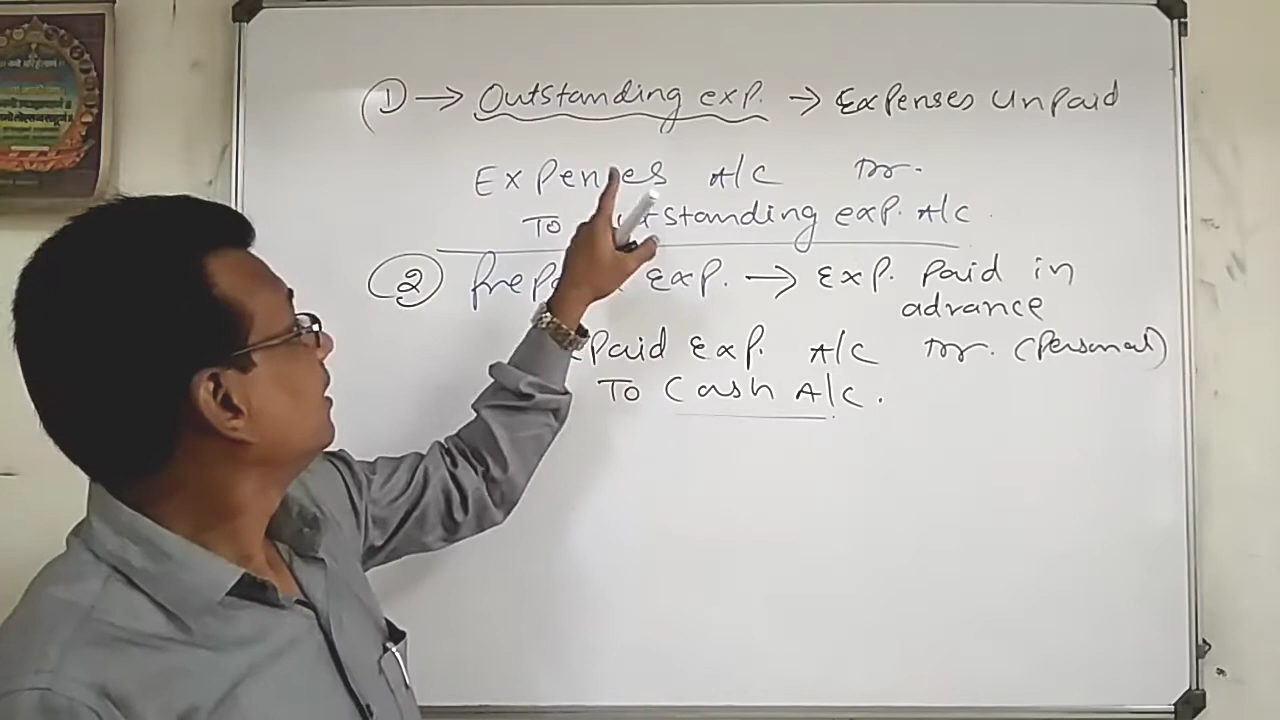 ① → Outstanding exp. → Expenses Unpaid
Expenses A/c Dr.
To standing exp. A/c.
② Prep exp. → Exp. Paid in
advance
Paid Exp. A/c Dr. (Personal)
To Cash A/c.